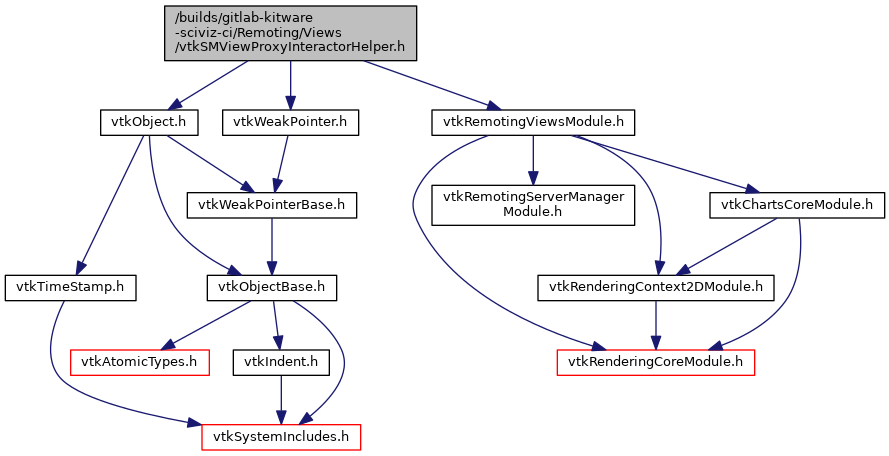 /builds/gitlab-kitware
-sciviz-ci/Remoting/Views
/vtkSMViewProxyInteractorHelper.h
vtkObject.h
vtkWeakPointer.h
vtkRemotingViewsModule.h
vtkWeakPointerBase.h
vtkRemotingServerManager
Module.h
vtkChartsCoreModule.h
vtkTimeStamp.h
vtkObjectBase.h
vtkRenderingContext2DModule.h
vtkAtomicTypes.h
vtkIndent.h
vtkRenderingCoreModule.h
vtkSystemIncludes.h